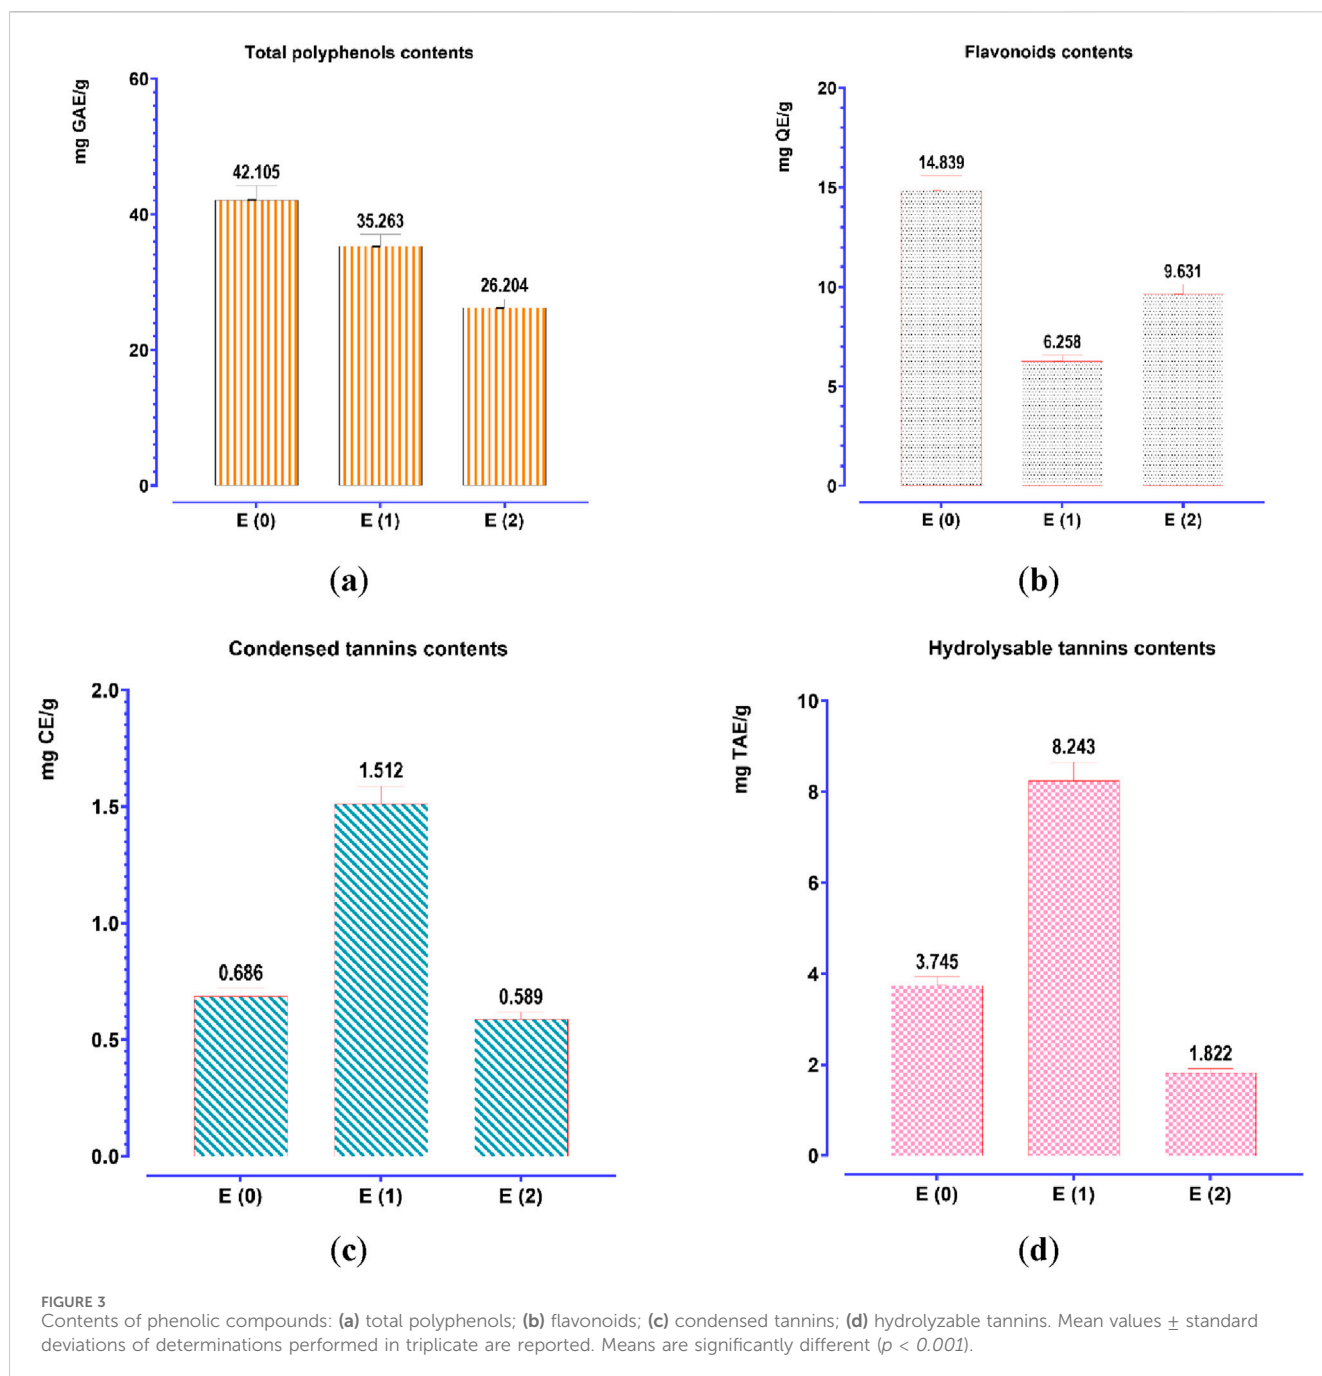 Total polyphenols contents
mg GAE/g
60
40
20
0
42.105
35.263
26.204
E (0) E (1) E (2)
(a)
Flavonoids contents
mg QE/g
20
15
10
5
0
14.839
6.258
9.631
E (0) E (1) E (2)
(b)
Condensed tannins contents
mg CE/g
2.0
1.5
1.0
0.5
0.0
0.686
1.512
0.589
E (0) E (1) E (2)
(c)
Hydrolysable tannins contents
mg TAE/g
10
8
6
4
2
0
3.745
8.243
1.822
E (0) E (1) E (2)
(d)
FIGURE 3
Contents of phenolic compounds: (a) total polyphenols; (b) flavonoids; (c) condensed tannins; (d) hydrolyzable tannins. Mean values ± standard
deviations of determinations performed in triplicate are reported. Means are significantly different (p < 0.001).